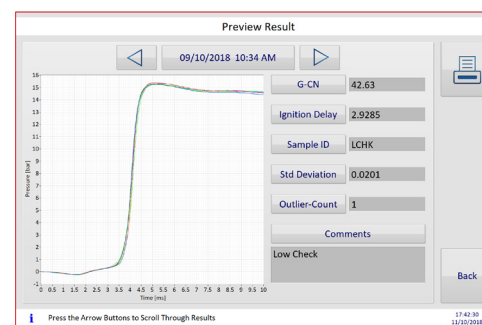 Preview Result
09/10/2018 10:34 AM
G-CN 42.63
Ignition Delay 2.9285
Sample ID LCHK
Std Deviation 0.0201
Outlier-Count 1
Comments
Low Check
Pressure [bar]
16
15
14
13
12
11
10
9
8
7
6
5
4
3
2
1
0
-1
0 0.5 1 1.5 2 2.5 3 3.5 4 4.5 5 5.5 6 6.5 7 7.5 8 8.5 9 9.5 10
Time [ms]
Back
i Press the Arrow Buttons to Scroll Through Results
17:42:30
11/10/2018